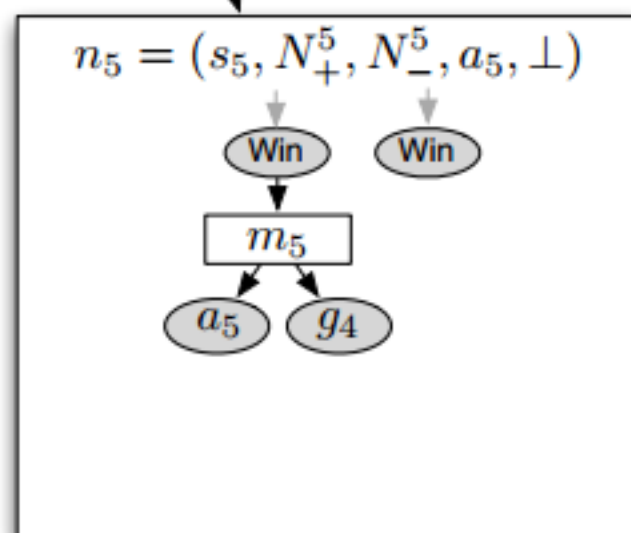 n₅ = (s₅, N₊⁵, N₋⁵, a₅, ⊥)
Win Win
m₅
a₅ g₄